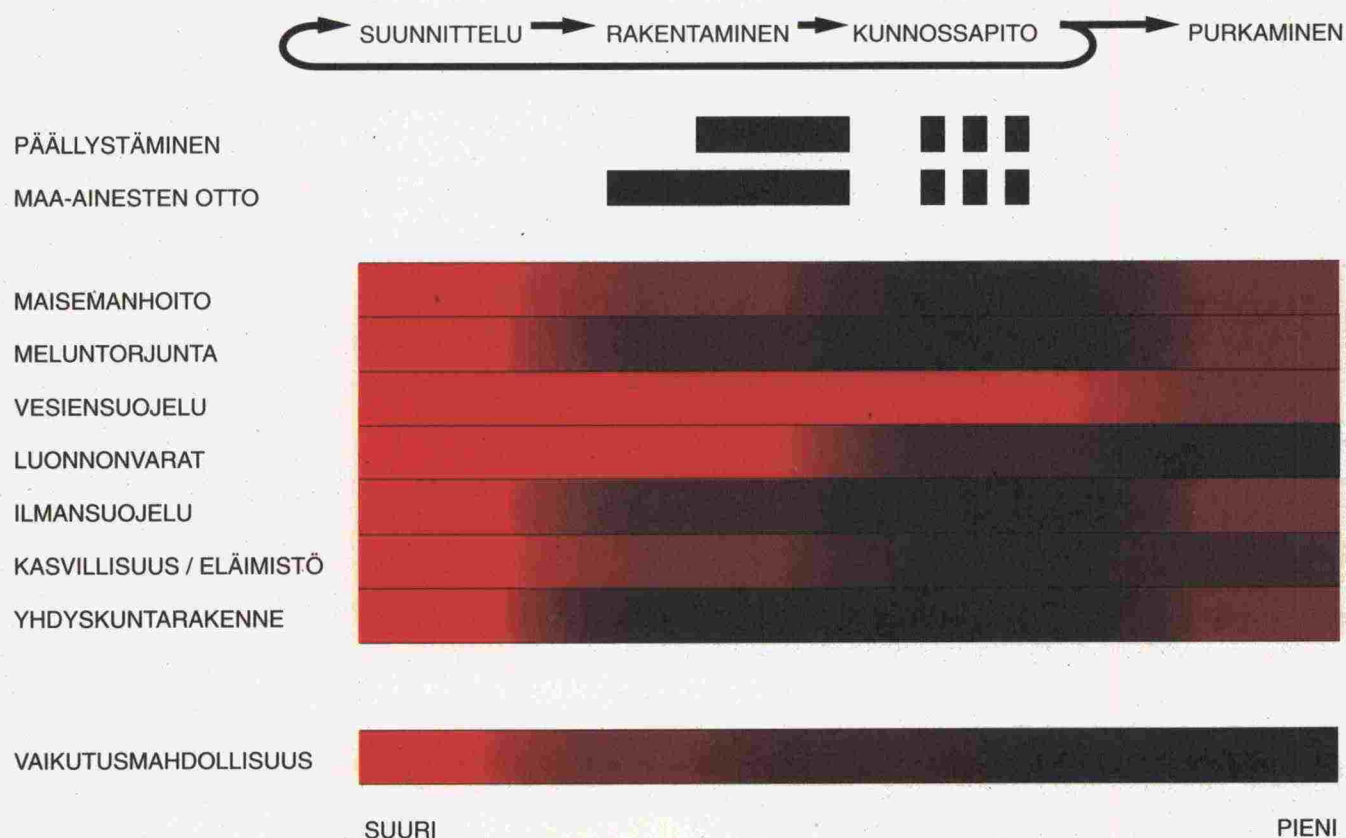 SUUNNITTELU RAKENTAMINEN KUNNOSSAPITO PURKAMINEN
PÄÄLLYSTÄMINEN
MAA-AINESTEN OTTO
MAISEMANHOITO
MELUNTORJUNTA
VESIENSUOJELU
LUONNONVARAT
ILMANSUOJELU
KASVILLISUUS / ELÄIMISTÖ
YHDYSKUNTARAKENNE
VAIKUTUSMAHDOLLISUUS
SUURI PIENI